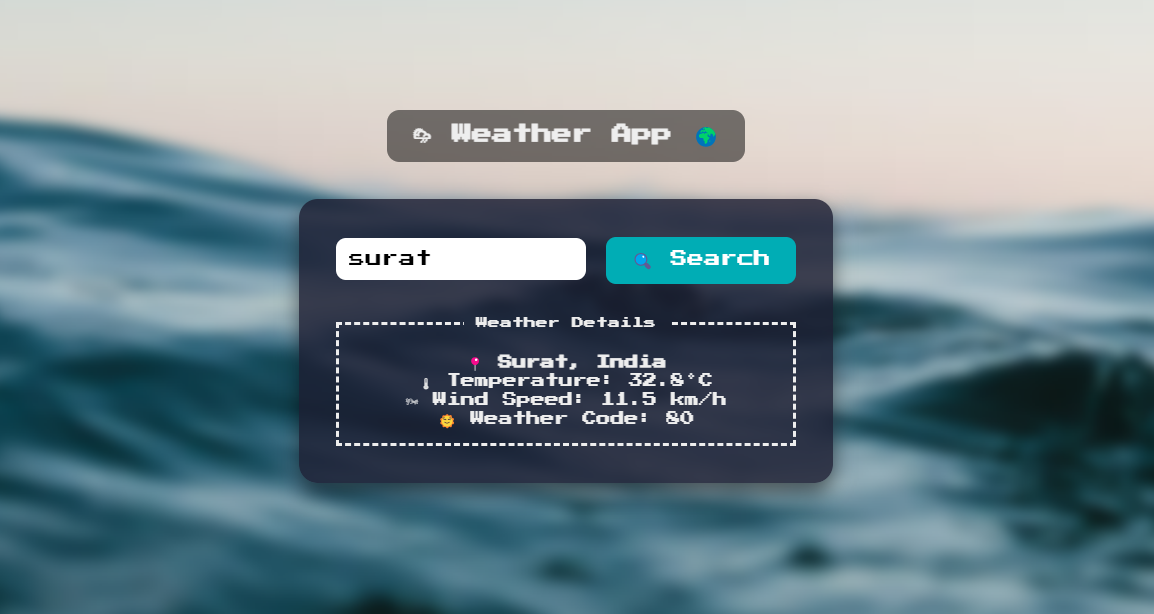 Weather App
surat
Search
Weather Details
Surat, India
Temperature: 32.8°C
Wind Speed: 11.5 km/h
Weather Code: 80